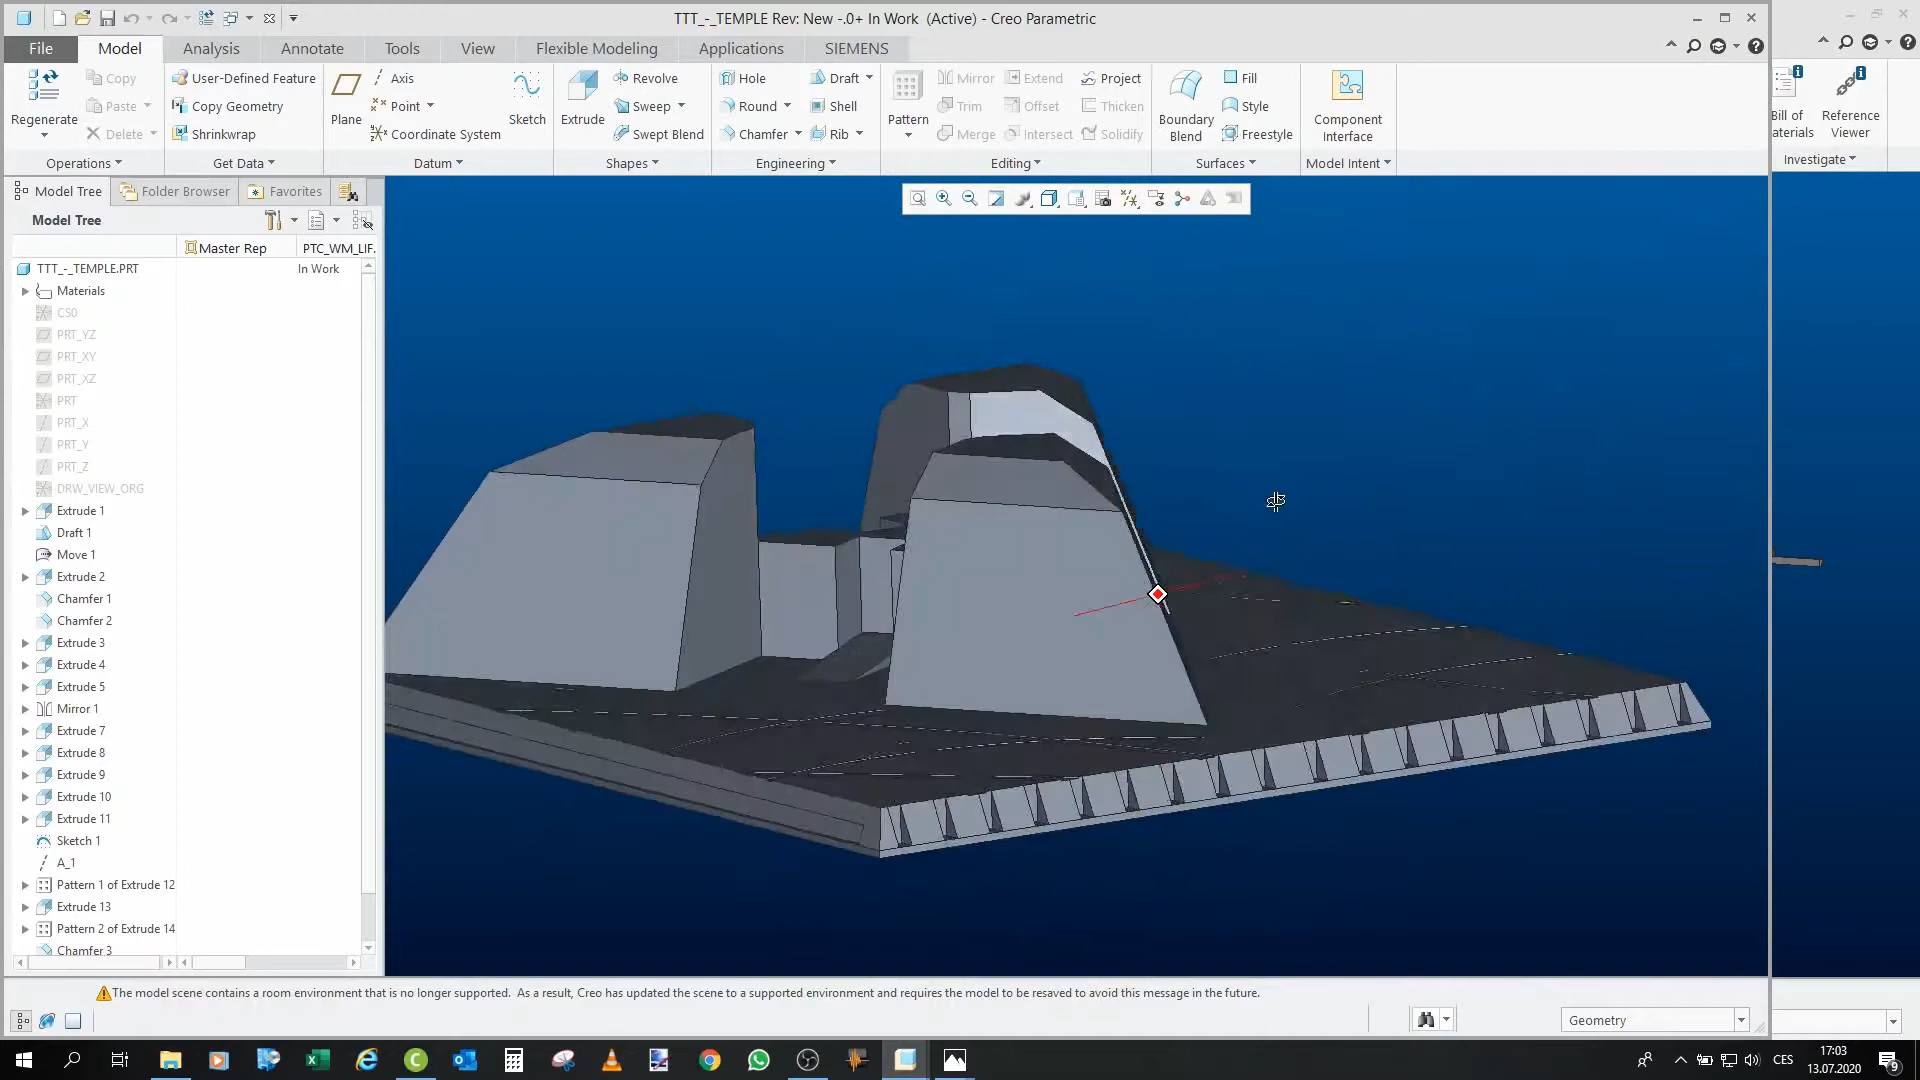 TTT_-_TEMPLE Rev: New -.0+ In Work (Active) - Creo Parametric
File Model Analysis Annotate Tools View Flexible Modeling Applications SIEMENS
Regenerate
Copy
Paste
Delete
Operations
User-Defined Feature
Copy Geometry
Shrinkwrap
Get Data
Plane
Axis
Point
Coordinate System
Sketch
Datum
Extrude
Revolve
Sweep
Swept Blend
Shapes
Hole
Round
Chamfer
Draft
Shell
Rib
Engineering
Pattern
Mirror
Trim
Merge
Extend
Offset
Intersect
Project
Thicken
Solidify
Editing
Boundary
Blend
Fill
Style
Freestyle
Surfaces
Component
Interface
Model Intent
Bill of
aterials
Reference
Viewer
Investigate
Model Tree Folder Browser Favorites
Model Tree
Master Rep PTC_WM_LIF.
TTT_-_TEMPLE.PRT In Work
Materials
CS0
PRT_YZ
PRT_XY
PRT_XZ
PRT
PRT_X
PRT_Y
PRT_Z
DRW_VIEW_ORG
Extrude 1
Draft 1
Move 1
Extrude 2
Chamfer 1
Chamfer 2
Extrude 3
Extrude 4
Extrude 5
Mirror 1
Extrude 7
Extrude 8
Extrude 9
Extrude 10
Extrude 11
Sketch 1
A_1
Pattern 1 of Extrude 12
Extrude 13
Pattern 2 of Extrude 14
Chamfer 3
The model scene contains a room environment that is no longer supported. As a result, Creo has updated the scene to a supported environment and requires the model to be resaved to avoid this message in the future.
Geometry
CES
17:03
13.07.2020
9